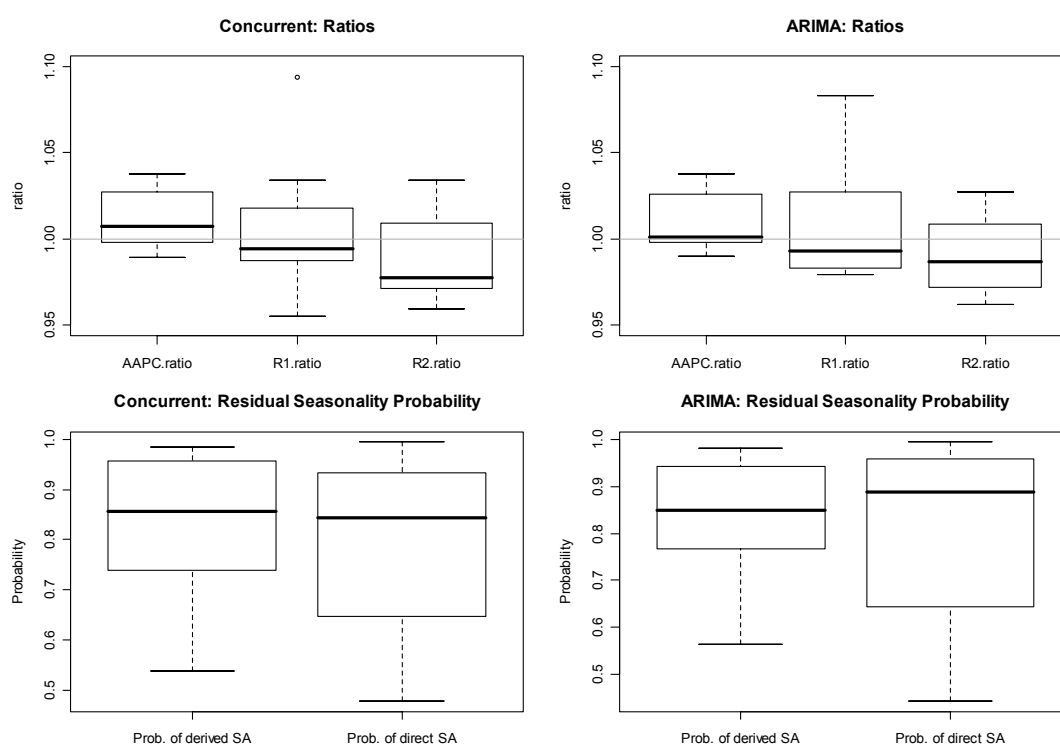 Concurrent: Ratios
ratio
1.10
1.05
1.00
0.95
AAPC.ratio R1.ratio R2.ratio
ARIMA: Ratios
ratio
1.10
1.05
1.00
0.95
AAPC.ratio R1.ratio R2.ratio
Concurrent: Residual Seasonality Probability
Probability
1.0
0.9
0.8
0.7
0.6
0.5
Prob. of derived SA Prob. of direct SA
ARIMA: Residual Seasonality Probability
Probability
1.0
0.9
0.8
0.7
0.6
0.5
Prob. of derived SA Prob. of direct SA